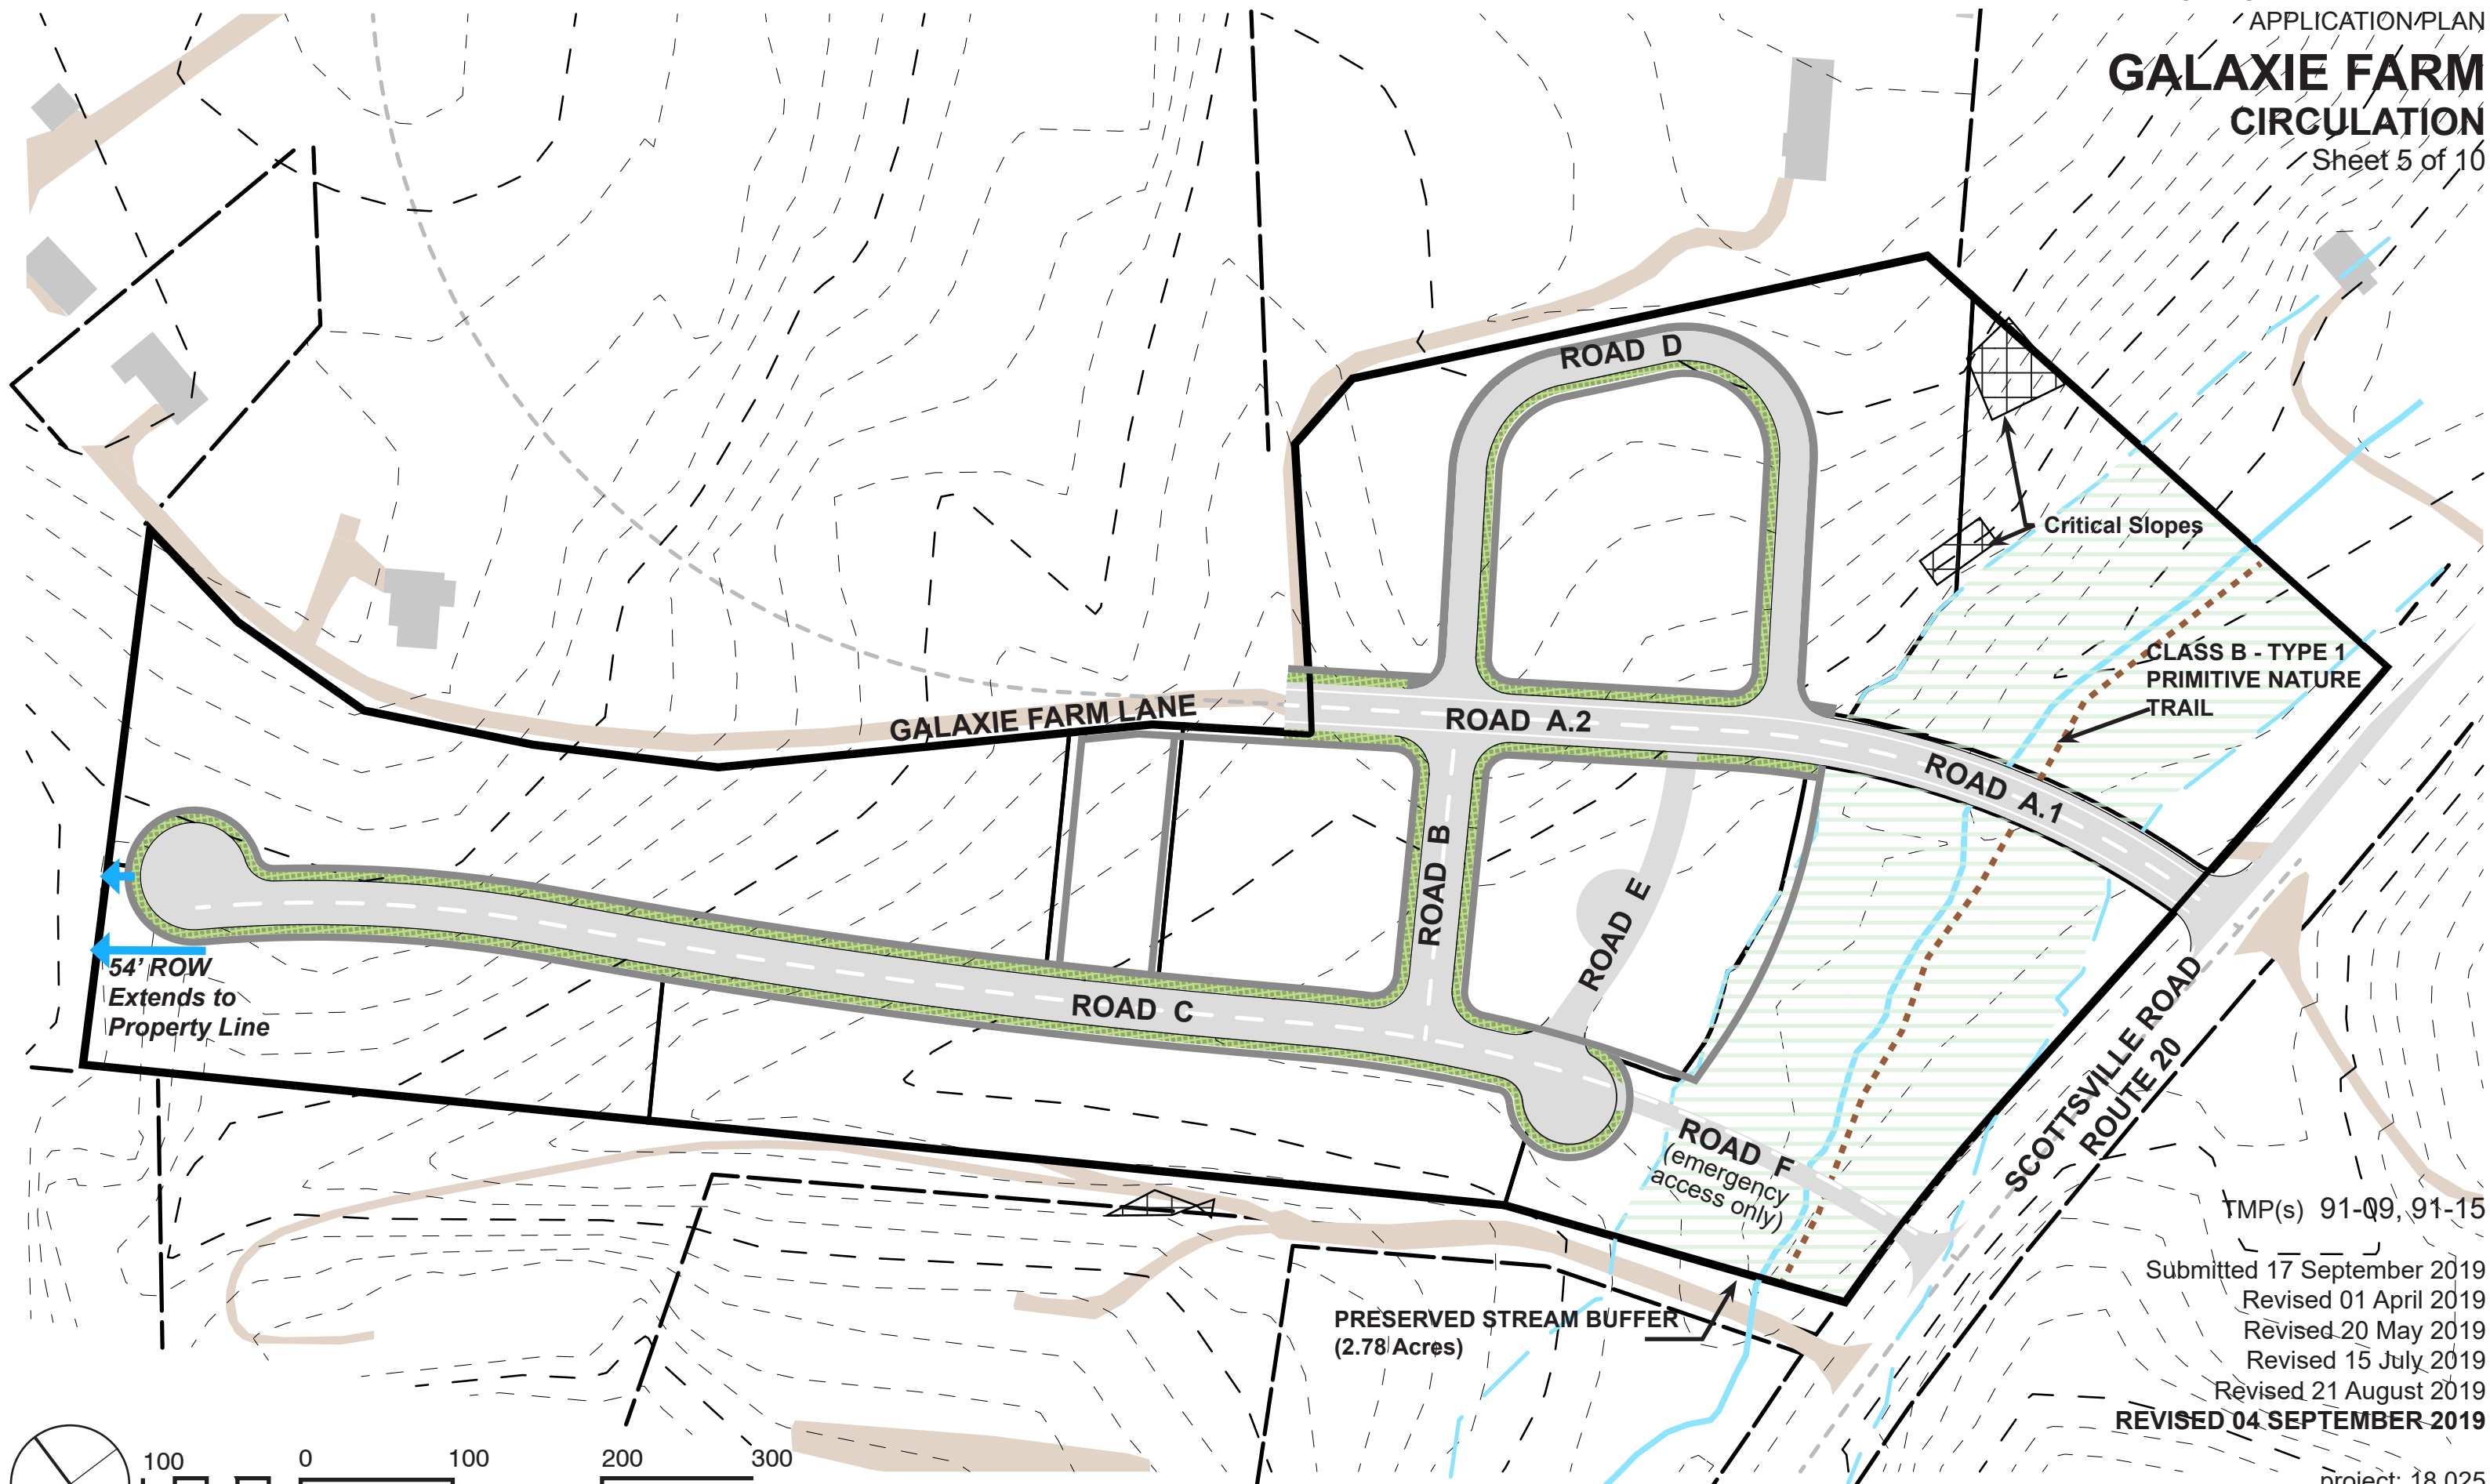 APPLICATION PLAN
GALAXIE FARM
CIRCULATION
Sheet 5 of 10
ROAD D
Critical Slopes
CLASS B - TYPE 1
PRIMITIVE NATURE
TRAIL
GALAXIE FARM LANE
ROAD A.2
ROAD A.1
ROAD B
ROAD E
54' ROW
Extends to
Property Line
ROAD C
ROAD F
(emergency
access only)
SCOTTSVILLE ROAD
ROUTE 20
TMP(s) 91-09, 91-15
Submitted 17 September 2019
Revised 01 April 2019
Revised 20 May 2019
Revised 15 July 2019
Revised 21 August 2019
REVISED 04 SEPTEMBER 2019
PRESERVED STREAM BUFFER
(2.78 Acres)
100 0 100 200 300
project: 18.025